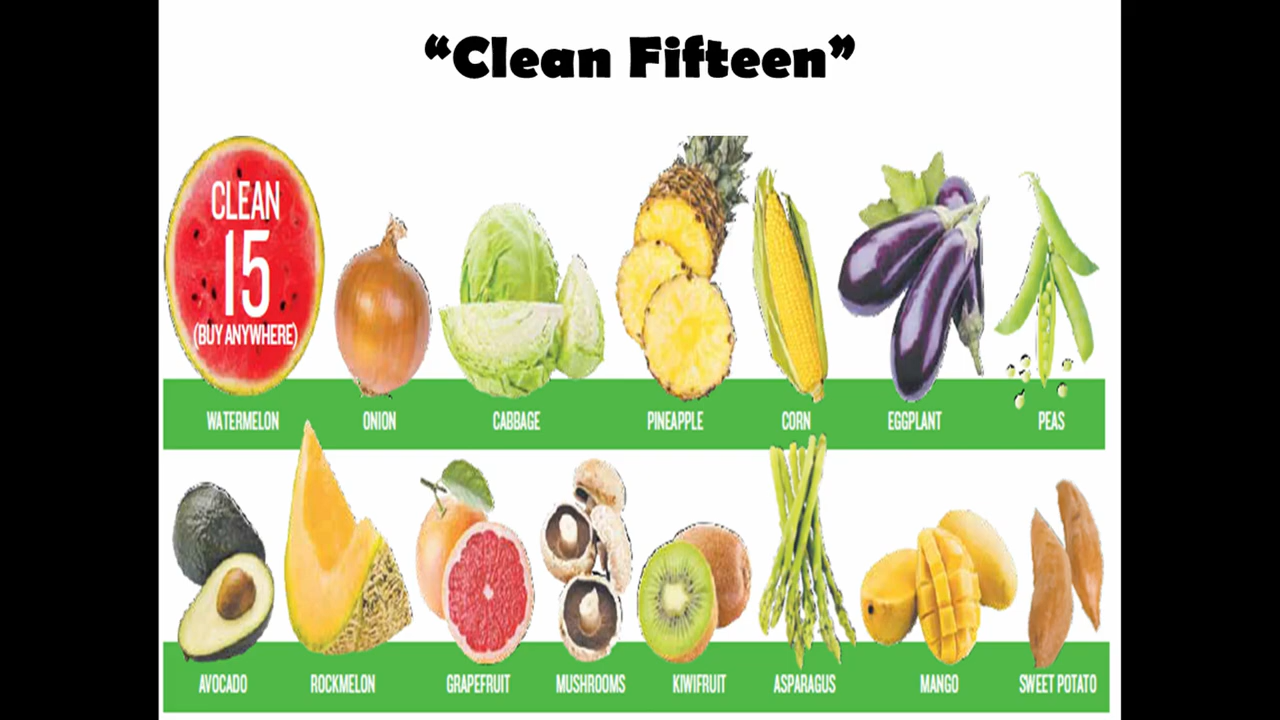 “Clean Fifteen”
CLEAN
15
(BUY ANYWHERE)
WATERMELON ONION CABBAGE PINEAPPLE CORN EGGPLANT PEAS
AVOCADO ROCKMELON GRAPEFRUIT MUSHROOMS KIWIFRUIT ASPARAGUS MANGO SWEET POTATO